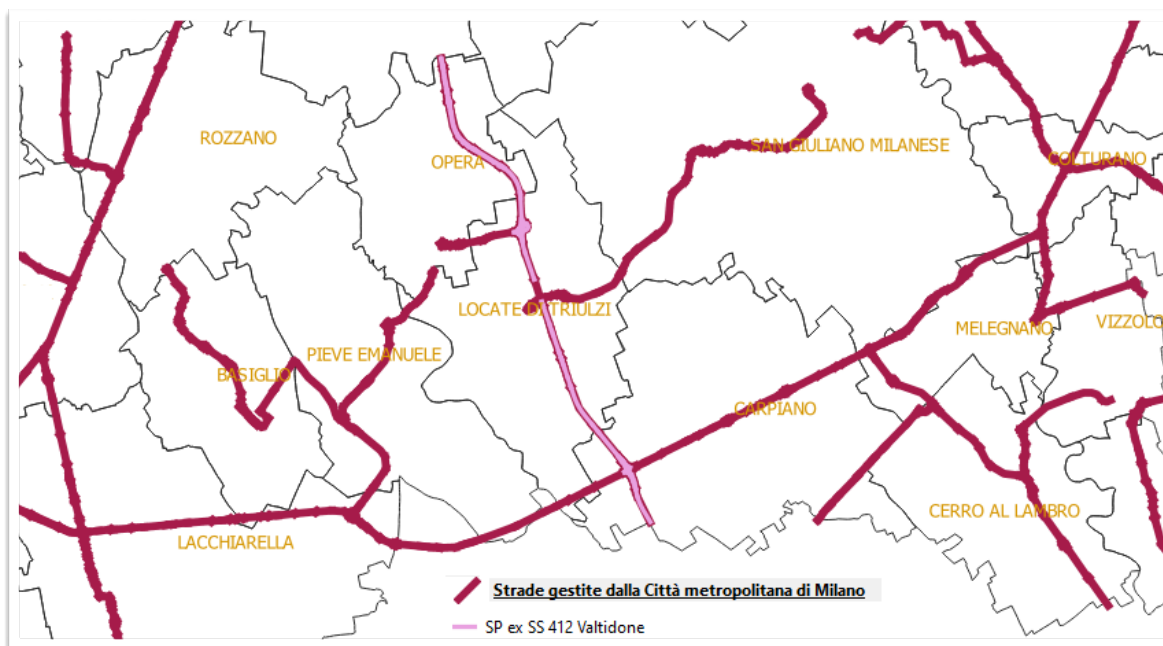 ROZZANO
OPERA
SAN GIULIANO MILANESE
COLTURANO
LOCATE DI TRIULZI
PIEVE EMANUELE
BASIGLIO
MELEGNANO
VIZZOLO
CARPIANO
CERRO AL LAMBRO
LACCHIARELLA
Strade gestite dalla Città metropolitana di Milano
SP ex SS 412 Valtidone